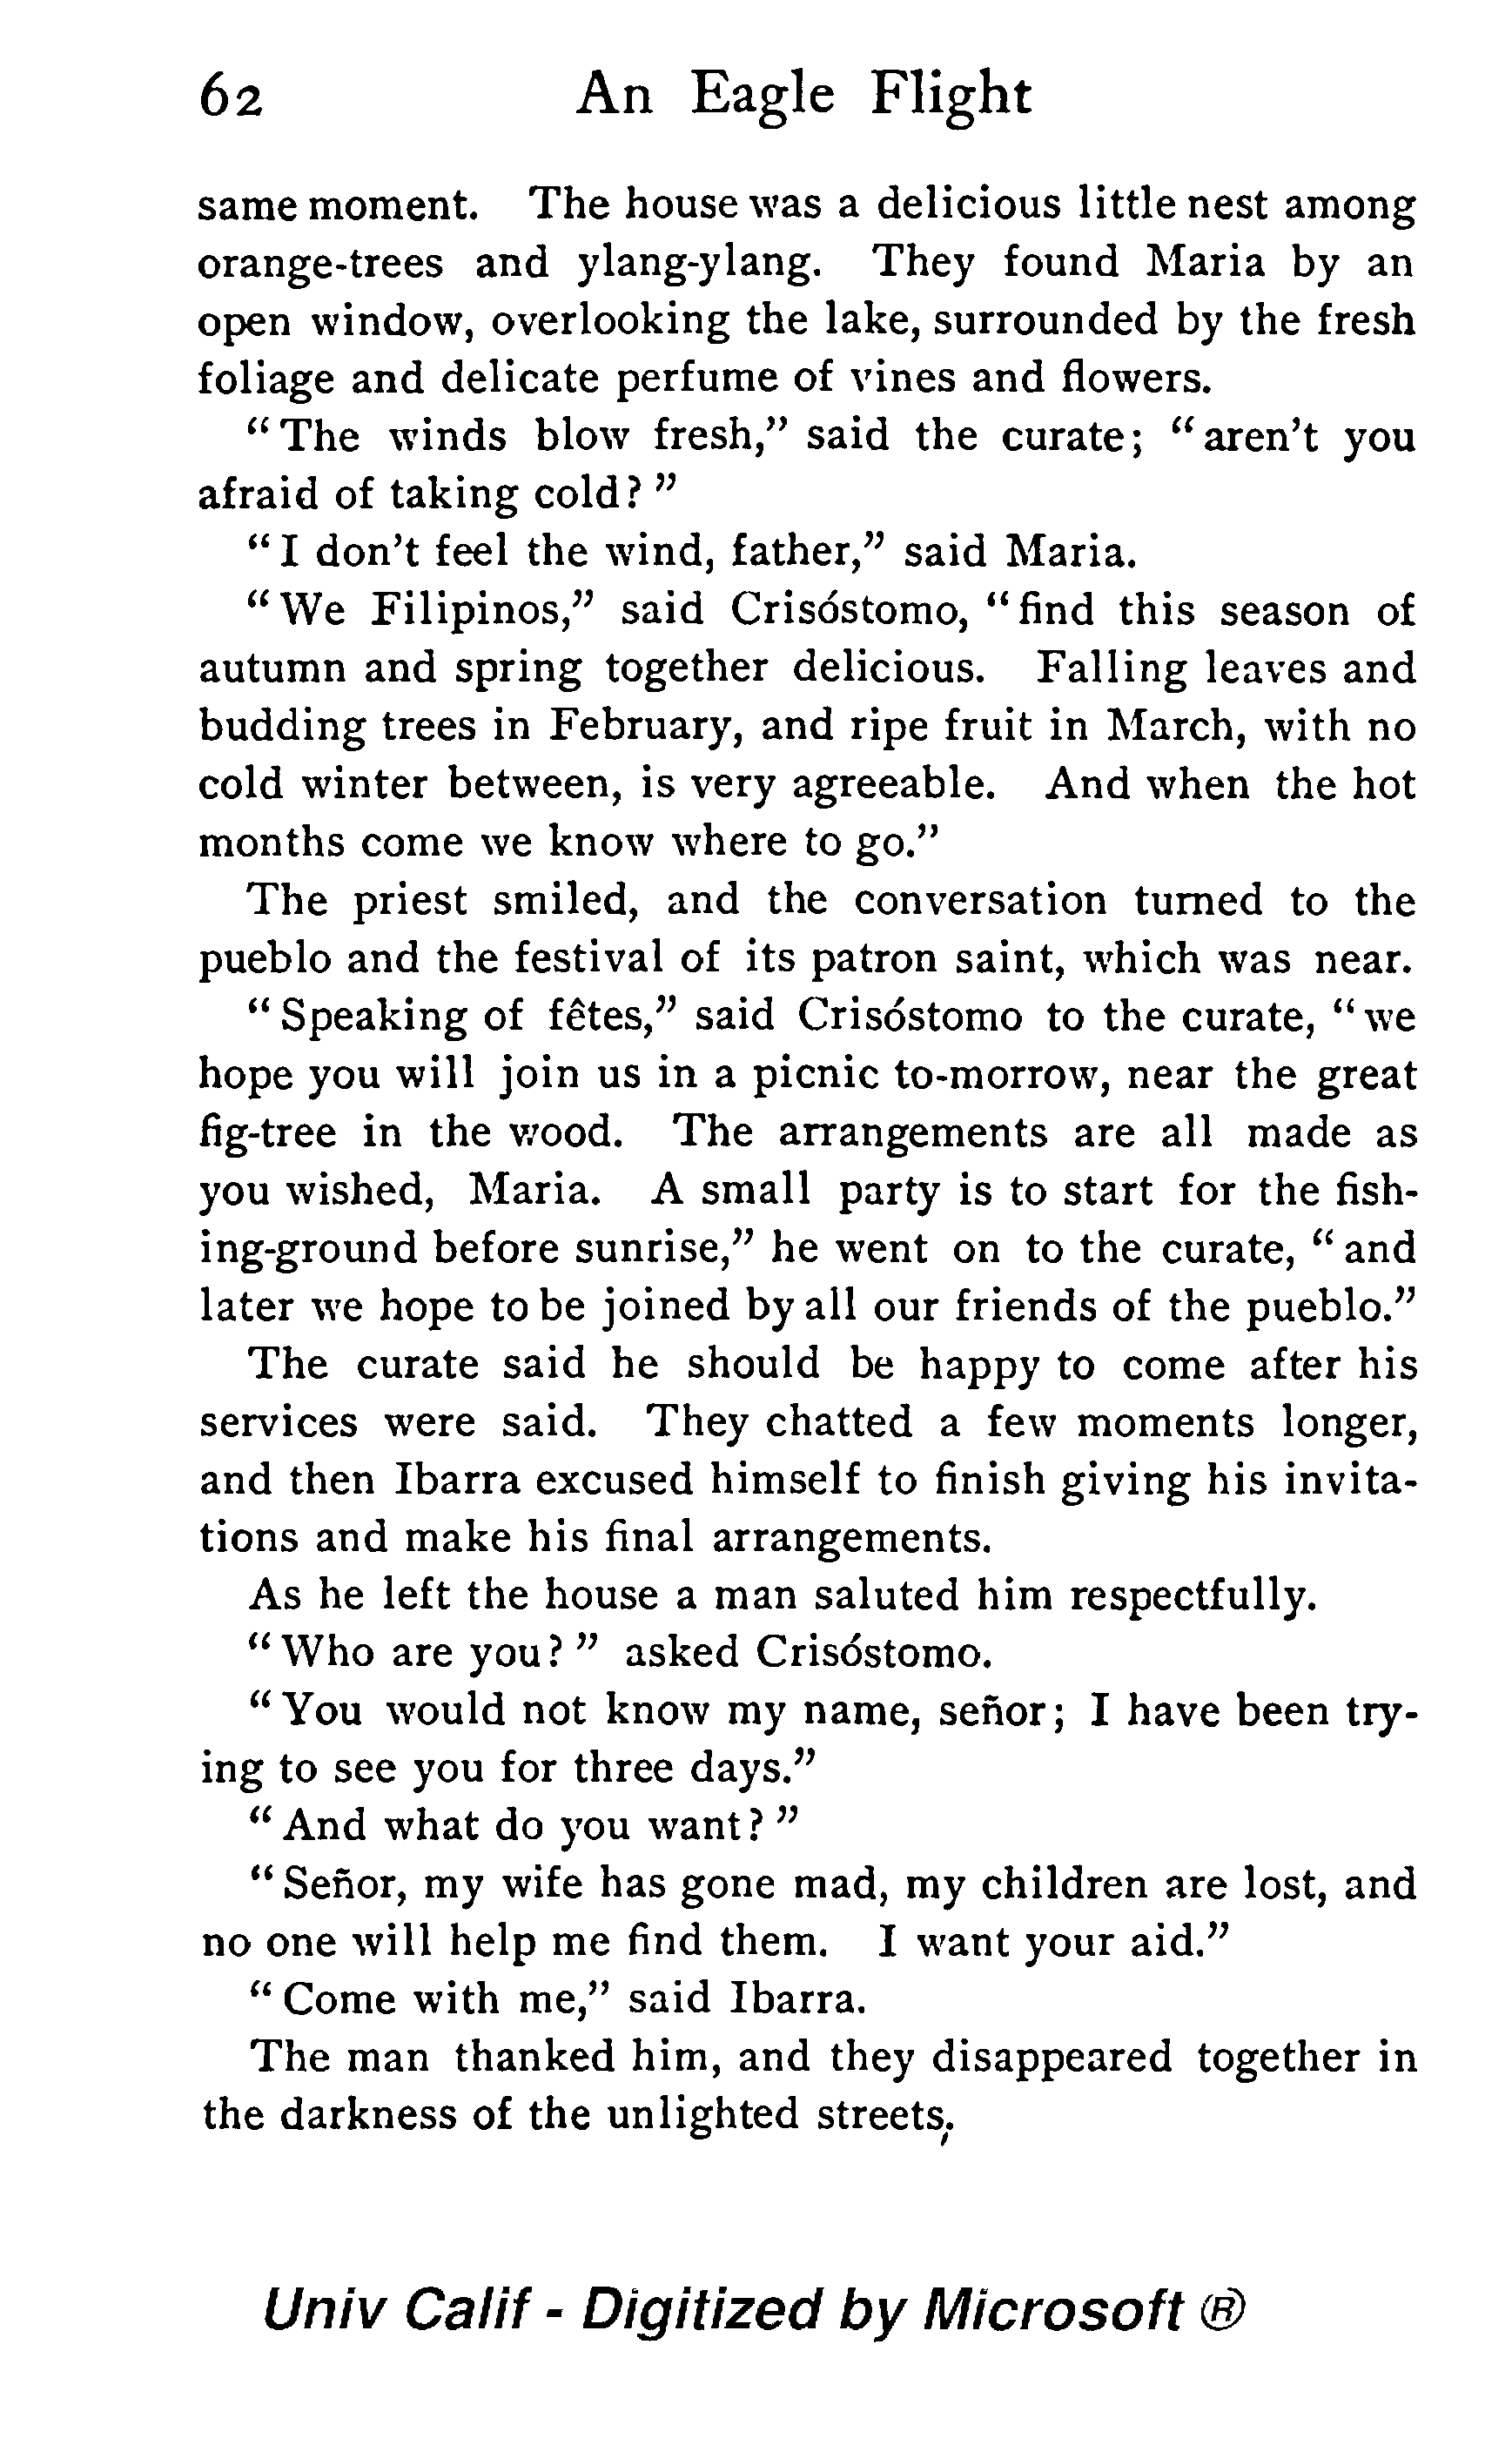 62 An Eagle Flight
same moment. The house was a delicious little nest among
orange-trees and ylang-ylang. They found Maria by an
open window, overlooking the lake, surrounded by the fresh
foliage and delicate perfume of vines and flowers.
"The winds blow fresh," said the curate; "aren't you
afraid of taking cold?"
"I don't feel the wind, father," said Maria.
"We Filipinos," said Crisóstomo, "find this season of
autumn and spring together delicious. Falling leaves and
budding trees in February, and ripe fruit in March, with no
cold winter between, is very agreeable. And when the hot
months come we know where to go."
The priest smiled, and the conversation turned to the
pueblo and the festival of its patron saint, which was near.
"Speaking of fêtes," said Crisóstomo to the curate, "we
hope you will join us in a picnic to-morrow, near the great
fig-tree in the wood. The arrangements are all made as
you wished, Maria. A small party is to start for the fish-
ing-ground before sunrise," he went on to the curate, "and
later we hope to be joined by all our friends of the pueblo."
The curate said he should be happy to come after his
services were said. They chatted a few moments longer,
and then Ibarra excused himself to finish giving his invita-
tions and make his final arrangements.
As he left the house a man saluted him respectfully.
"Who are you?" asked Crisóstomo.
"You would not know my name, señor; I have been try-
ing to see you for three days."
"And what do you want?"
"Señor, my wife has gone mad, my children are lost, and
no one will help me find them. I want your aid."
"Come with me," said Ibarra.
The man thanked him, and they disappeared together in
the darkness of the unlighted streets.
Univ Calif - Digitized by Microsoft ®